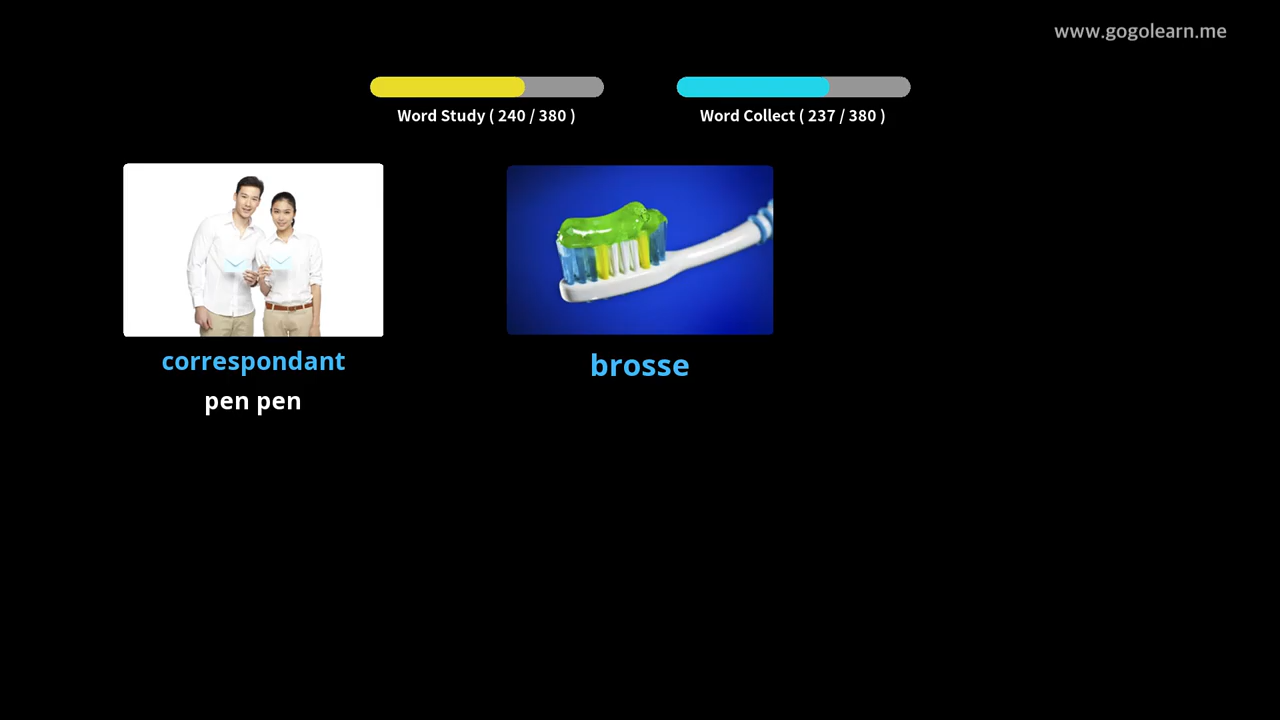 www.gogolearn.me
Word Study ( 240 / 380 )
Word Collect ( 237 / 380 )
correspondant
pen pen
brosse